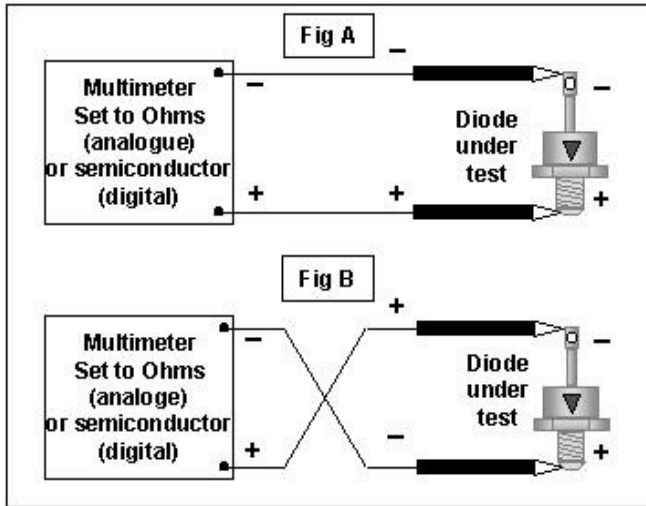 Fig A
Multimeter
Set to Ohms
(analogue)
or semiconductor
(digital)
−
+
−
+
Diode
under
test
−
+
Fig B
Multimeter
Set to Ohms
(analoge)
or semiconductor
(digital)
−
+
+
−
Diode
under
test
−
+